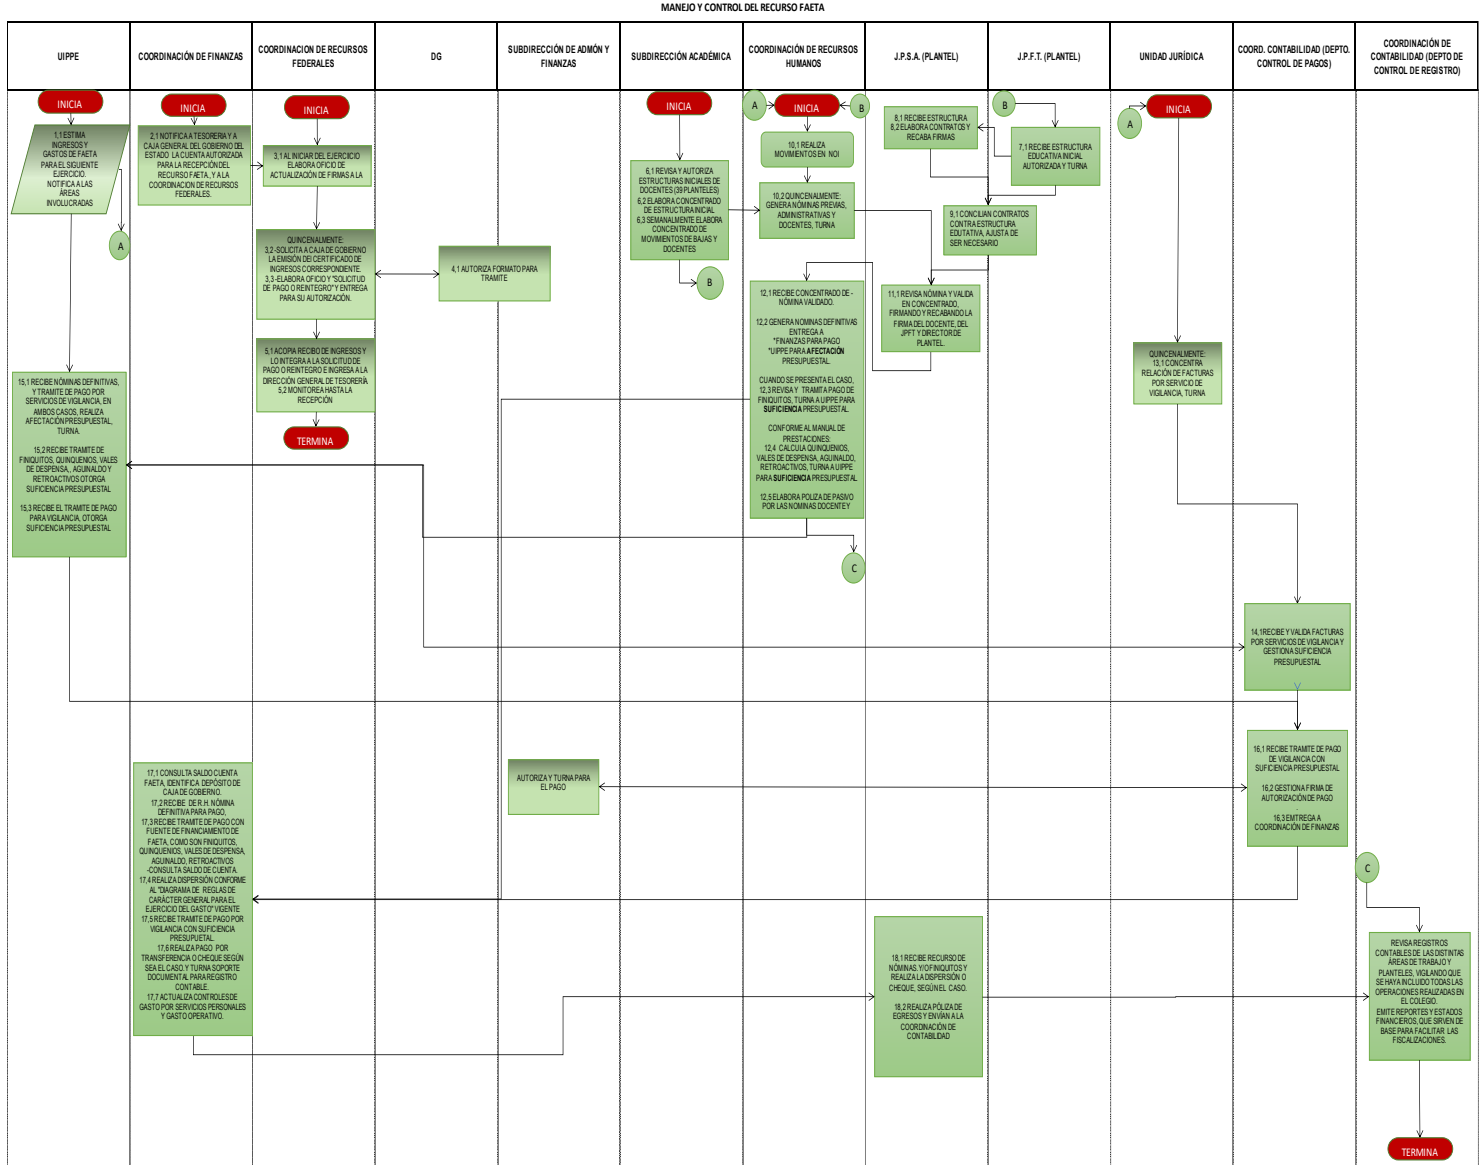 MANEJO Y CONTROL DEL RECURSO FAETA
UIPPE
COORDINACIÓN DE FINANZAS
COORDINACION DE RECURSOS
FEDERALES
DG
SUBDIRECCIÓN DE ADMÓN Y
FINANZAS
SUBDIRECCIÓN ACADÉMICA
COORDINACIÓN DE RECURSOS
HUMANOS
J.P.S.A. (PLANTEL)
J.P.F.T. (PLANTEL)
UNIDAD JURÍDICA
COORD. CONTABILIDAD (DEPTO.
CONTROL DE PAGOS)
COORDINACIÓN DE
CONTABILIDAD (DEPTO DE
CONTROL DE REGISTRO)
INICIA
1,1 ESTIMA
INGRESOS Y
GASTOS DE FAETA
PARA EL SIGUIENTE
EJERCICIO.
NOTIFICA A LAS
ÁREAS
INVOLUCRADAS
A
15,1 RECIBE NÓMINAS DEFINITIVAS,
Y TRAMITE DE PAGO POR
SERVICIOS DE VIGILANCIA, EN
AMBOS CASOS, REALIZA
AFECTACIÓN PRESUPUESTAL,
TURNA.
15,2 RECIBE TRAMITE DE
FINIQUITOS, QUINQUENIOS, VALES
DE DESPENSA,, AGUINALDO Y
RETROACTIVOS OTORGA
SUFICIENCIA PRESUPUESTAL
15,3 RECIBE EL TRAMITE DE PAGO
PARA VIGILANCIA, OTORGA
SUFICIENCIA PRESUPUESTAL
INICIA
2,1 NOTIFICA A TESORERIA Y A
CAJA GENERAL DEL GOBIERNO DEL
ESTADO LA CUENTA AUTORIZADA
PARA LA RECEPCIÓN DEL
RECURSO FAETA., Y A LA
COORDINACION DE RECURSOS
FEDERALES.
17,1 CONSULTA SALDO CUENTA
FAETA, IDENTIFICA DEPÓSITO DE
CAJA DE GOBIERNO.
17,2 RECIBE DE R.H. NÓMINA
DEFINITIVA PARA PAGO,
17,3 RECIBE TRAMITE DE PAGO CON
FUENTE DE FINANCIAMIENTO DE
FAETA, COMO SON FINIQUITOS,
QUINQUENIOS, VALES DE DESPENSA,
AGUINALDO, RETROACTIVOS
-CONSULTA SALDO DE CUENTA.
17,4 REALIZA DISPERSIÓN CONFORME
AL "DIAGRAMA DE REGLAS DE
CARÁCTER GENERAL PARA EL
EJERCICIO DEL GASTO" VIGENTE
17,5 RECIBE TRAMITE DE PAGO POR
VIGILANCIA CON SUFICIENCIA
PRESUPUETAL.
17,6 REALIZA PAGO POR
TRANSFERENCIA O CHEQUE SEGÚN
SEA EL CASO. Y TURNA SOPORTE
DOCUMENTAL PARA REGISTRO
CONTABLE.
17,7 ACTUALIZA CONTROLES DE
GASTO POR SERVICIOS PERSONALES
Y GASTO OPERATIVO.
INICIA
3,1 AL INICIAR DEL EJERCICIO
ELABORA OFICIO DE
ACTUALIZACIÓN DE FIRMAS A LA
QUINCENALMENTE:
3,2-SOLICITA A CAJA DE GOBIERNO
LA EMISIÓN DEl CERTIFICADO DE
INGRESOS CORRESPONDIENTE.
3,3-ELABORA OFICIO Y "SOLICITUD
DE PAGO O REINTEGRO" Y ENTREGA
PARA SU AUTORIZACIÓN.
5,1 ACOPIA RECIBO DE INGRESOS Y
LO INTEGRA A LA SOLICITUD DE
PAGO O REINTEGRO E INGRESA A LA
DIRECCIÓN GENERAL DE TESORERÍA
5,2 MONITOREA HASTA LA
RECEPCIÓN
TERMINA
4,1 AUTORIZA FORMATO PARA
TRAMITE
AUTORIZA Y TURNA PARA
EL PAGO
INICIA
6,1 REVISA Y AUTORIZA
ESTRUCTURAS INICIALES DE
DOCENTES (39 PLANTELES)
6,2 ELABORA CONCENTRADO
DE ESTRUCTURA INICIAL
6,3 SEMANALMENTE ELABORA
CONCENTRADO DE
MOVIMIENTOS DE BAJAS Y
DOCENTES
B
A
INICIA
B
10,1 REALIZA
MOVIMIENTOS EN NOI
10,2 QUINCENALMENTE:
GENERA NÓMINAS PREVIAS,
ADMINISTRATIVAS Y
DOCENTES, TURNA
12,1 RECIBE CONCENTRADO DE -
NÓMINA VALIDADO.
12,2 GENERA NOMINAS DEFINITIVAS
ENTREGA A
*FINANZAS PARA PAGO
*UIPPE PARA AFECTACIÓN
PRESUPUESTAL.
CUANDO SE PRESENTA EL CASO,
12,3 REVISA Y TRAMITA PAGO DE
FINIQUITOS, TURNA A UIPPE PARA
SUFICIENCIA PRESUPUESTAL.
CONFORME AL MANUAL DE
PRESTACIONES:
12,4 CALCULA QUINQUENIOS,
VALES DE DESPENSA, AGUINALDO,
RETROACTIVOS, TURNA A UIPPE
PARA SUFICIENCIA PRESUPUESTAL
12,5 ELABORA POLIZA DE PASIVO
POR LAS NOMINAS DOCENTE Y
C
8,1 RECIBE ESTRUCTURA
8,2 ELABORA CONTRATOS Y
RECABA FIRMAS
11,1 REVISA NÓMINA Y VALIDA
EN CONCENTRADO,
FIRMANDO Y RECABANDO LA
FIRMA DEL DOCENTE, DEL
JPFT Y DIRECTOR DE
PLANTEL.
18,1 RECIBE RECURSO DE
NÓMINAS. Y/O FINIQUITOS Y
REALIZA LA DISPERSIÓN O
CHEQUE, SEGÚN EL CASO.
18,2 REALIZA PÓLIZA DE
EGRESOS Y ENVÍAN A LA
COORDINACIÓN DE
CONTABILIDAD
B
7,1 RECIBE ESTRUCTURA
EDUCATIVA INICIAL
AUTORIZADA Y TURNA
9,1 CONCILIAN CONTRATOS
CONTRA ESTRUCTURA
EDUTATIVA, AJUSTA DE
SER NECESARIO
A
INICIA
QUINCENALMENTE:
13,1 CONCENTRA
RELACIÓN DE FACTURAS
POR SERVICIO DE
VIGILANCIA, TURNA
14,1RECIBE Y VALIDA FACTURAS
POR SERVICIOS DE VIGILANCIA Y
GESTIONA SUFICIENCIA
PRESUPUESTAL
16,1 RECIBE TRAMITE DE PAGO
DE VIGILANCIA CON
SUFICIENCIA PRESUPUESTAL
16,2 GESTIONA FIRMA DE
AUTORIZACIÓN DE PAGO
.
16,3 EMTREGA A
COORDINACIÓN DE FINANZAS
C
REVISA REGISTROS
CONTABLES DE LAS DISTINTAS
ÁREAS DE TRABAJO Y
PLANTELES, VIGILANDO QUE
SE HAYA INCLUIDO TODAS LAS
OPERACIONES REALIZADAS EN
EL COLEGIO.
EMITE REPORTES Y ESTADOS
FINANCIEROS, QUE SIRVEN DE
BASE PARA FACILITAR LAS
FISCALIZACIONES.
TERMINA